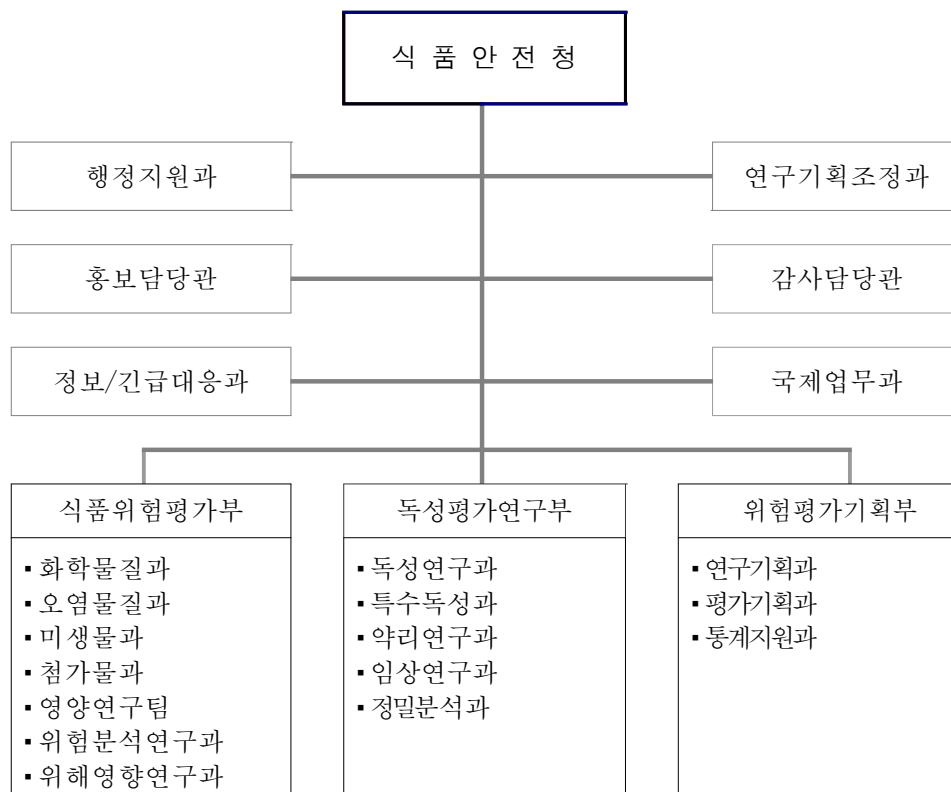 식 품 안 전 청
행정지원과
연구기획조정과
홍보담당관
감사담당관
정보/긴급대응과
국제업무과
식품위험평가부
▪ 화학물질과
▪ 오염물질과
▪ 미생물과
▪ 첨가물과
▪ 영양연구팀
▪ 위험분석연구과
▪ 위해영향연구과
독성평가연구부
▪ 독성연구과
▪ 특수독성과
▪ 약리연구과
▪ 임상연구과
▪ 정밀분석과
위험평가기획부
▪ 연구기획과
▪ 평가기획과
▪ 통계지원과